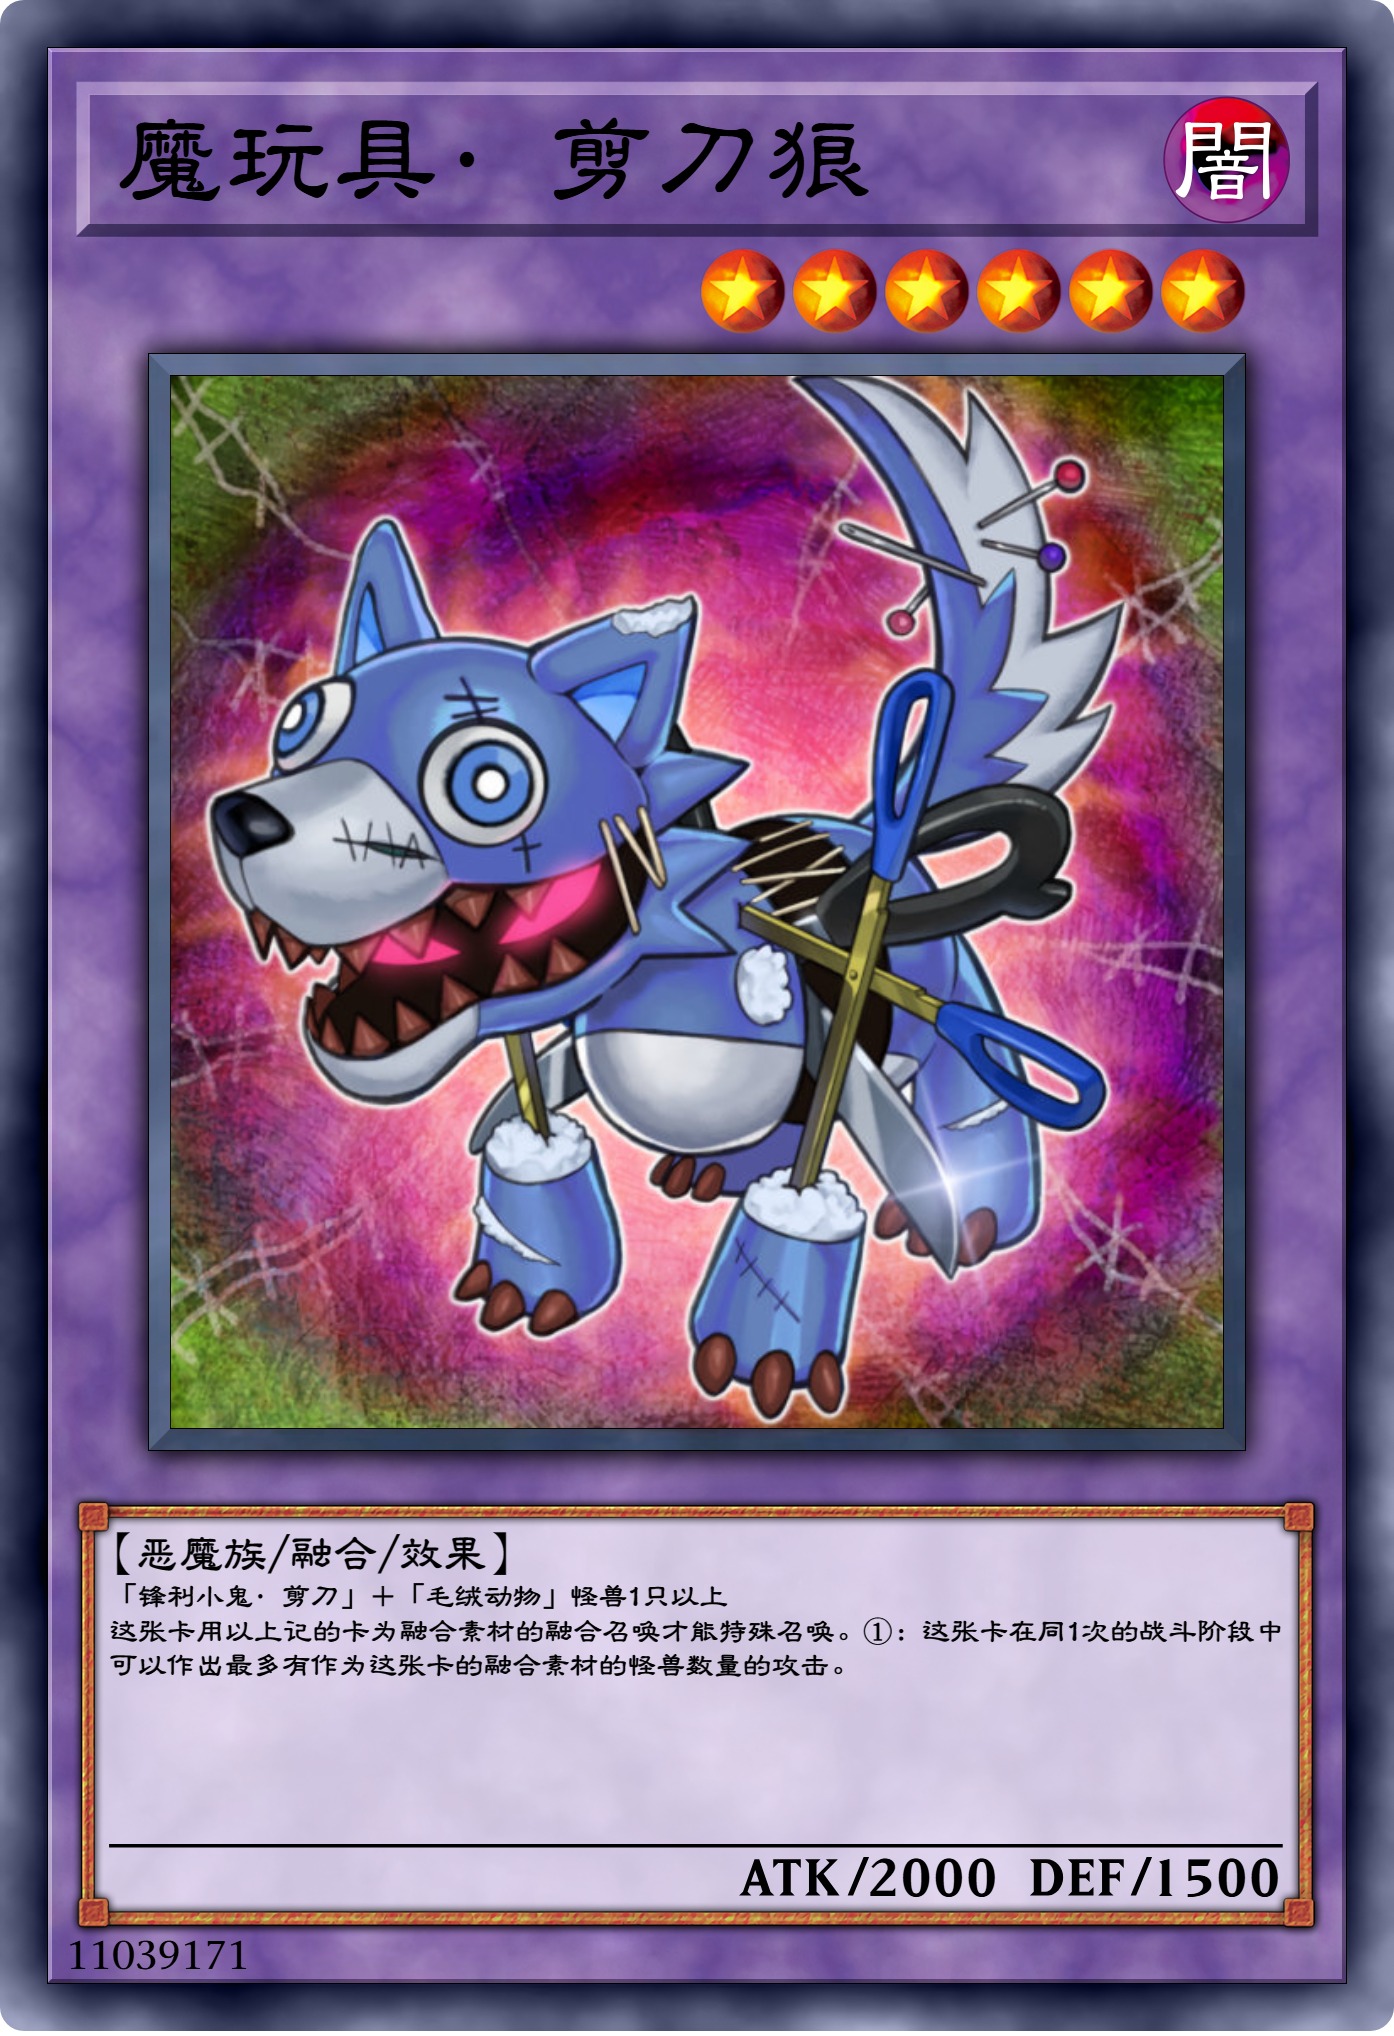 魔玩具·剪刀狼
闇
【恶魔族/融合/效果】
「锋利小鬼·剪刀」＋「毛绒动物」怪兽1只以上
这张卡用以上记的卡为融合素材的融合召唤才能特殊召唤。①：这张卡在同1次的战斗阶段中
可以作出最多有作为这张卡的融合素材的怪兽数量的攻击。
ATK/2000 DEF/1500
11039171